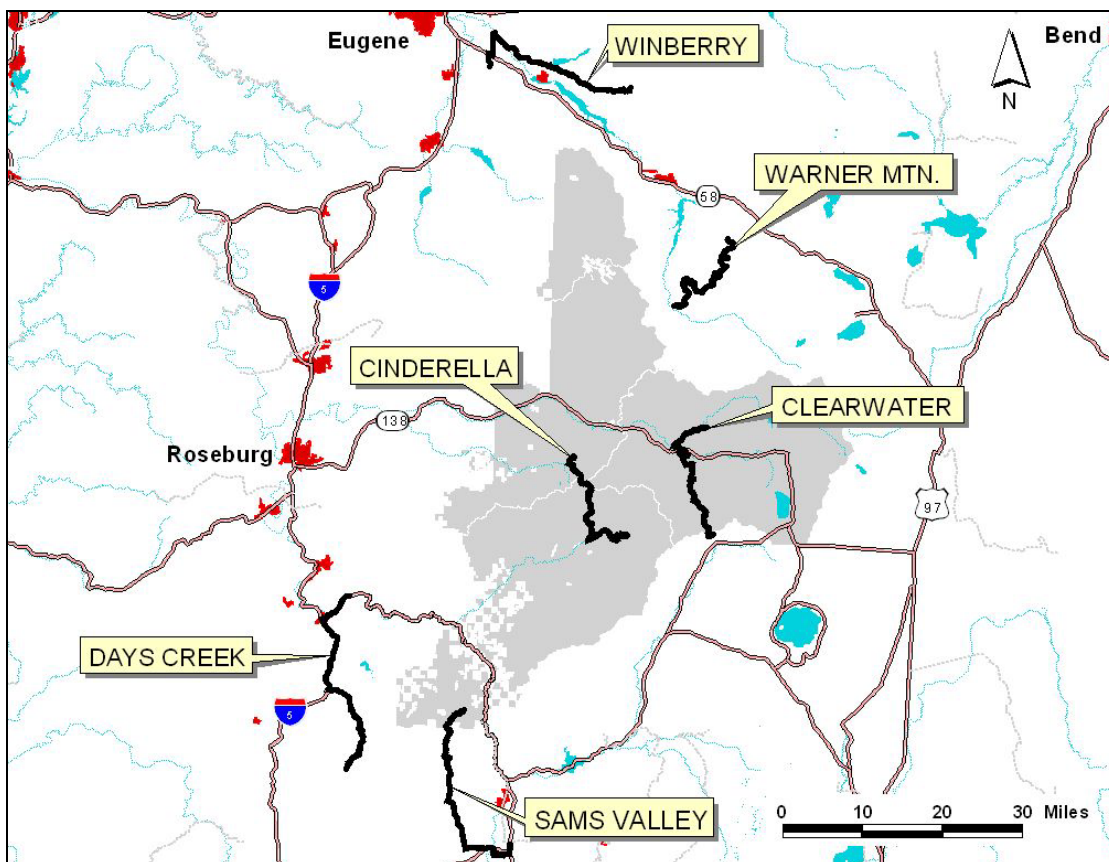 Eugene
WINBERRY
Bend
N
WARNER MTN.
58
5
CINDERELLA
CLEARWATER
138
Roseburg
97
DAYS CREEK
5
SAMS VALLEY
0 10 20 30 Miles